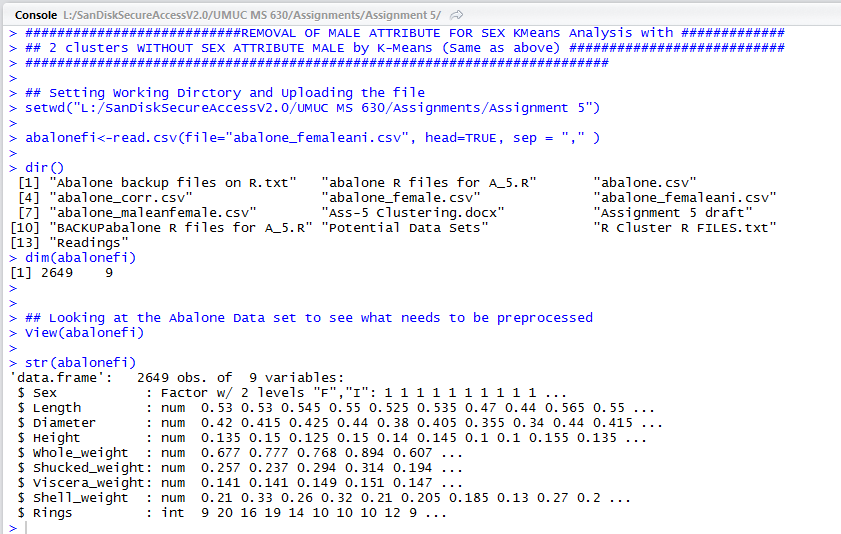 Console L:/SanDiskSecureAccessV2.0/UMUC MS 630/Assignments/Assignment 5/
> ###########################REMOVAL OF MALE ATTRIBUTE FOR SEX KMeans Analysis with #############
> ## 2 clusters WITHOUT SEX ATTRIBUTE MALE by K-Means (Same as above) ###########################
> #########################################################################
>
> ## Setting Working Dirctory and Uploading the file
> setwd("L:/SanDiskSecureAccessV2.0/UMUC MS 630/Assignments/Assignment 5")
>
> abalonefi<-read.csv(file="abalone_femaleani.csv", head=TRUE, sep = "," )
>
> dir()
[1] "Abalone backup files on R.txt" "abalone R files for A_5.R" "abalone.csv"
[4] "abalone_corr.csv" "abalone_female.csv" "abalone_femaleani.csv"
[7] "abalone_maleanfemale.csv" "Ass-5 Clustering.docx" "Assignment 5 draft"
[10] "BACKUPabalone R files for A_5.R" "Potential Data Sets" "R Cluster R FILES.txt"
[13] "Readings"
> dim(abalonefi)
[1] 2649 9
>
>
> ## Looking at the Abalone Data set to see what needs to be preprocessed
> View(abalonefi)
>
> str(abalonefi)
'data.frame': 2649 obs. of 9 variables:
$ Sex : Factor w/ 2 levels "F","I": 1 1 1 1 1 1 1 1 1 1 ...
$ Length : num 0.53 0.53 0.545 0.55 0.525 0.535 0.47 0.44 0.565 0.55 ...
$ Diameter : num 0.42 0.415 0.425 0.44 0.38 0.405 0.355 0.34 0.44 0.415 ...
$ Height : num 0.135 0.15 0.125 0.15 0.14 0.145 0.1 0.1 0.155 0.135 ...
$ Whole_weight : num 0.677 0.777 0.768 0.894 0.607 ...
$ Shucked_weight: num 0.257 0.237 0.294 0.314 0.194 ...
$ Viscera_weight: num 0.141 0.141 0.149 0.151 0.147 ...
$ Shell_weight : num 0.21 0.33 0.26 0.32 0.21 0.205 0.185 0.13 0.27 0.2 ...
$ Rings : int 9 20 16 19 14 10 10 10 12 9 ...
>